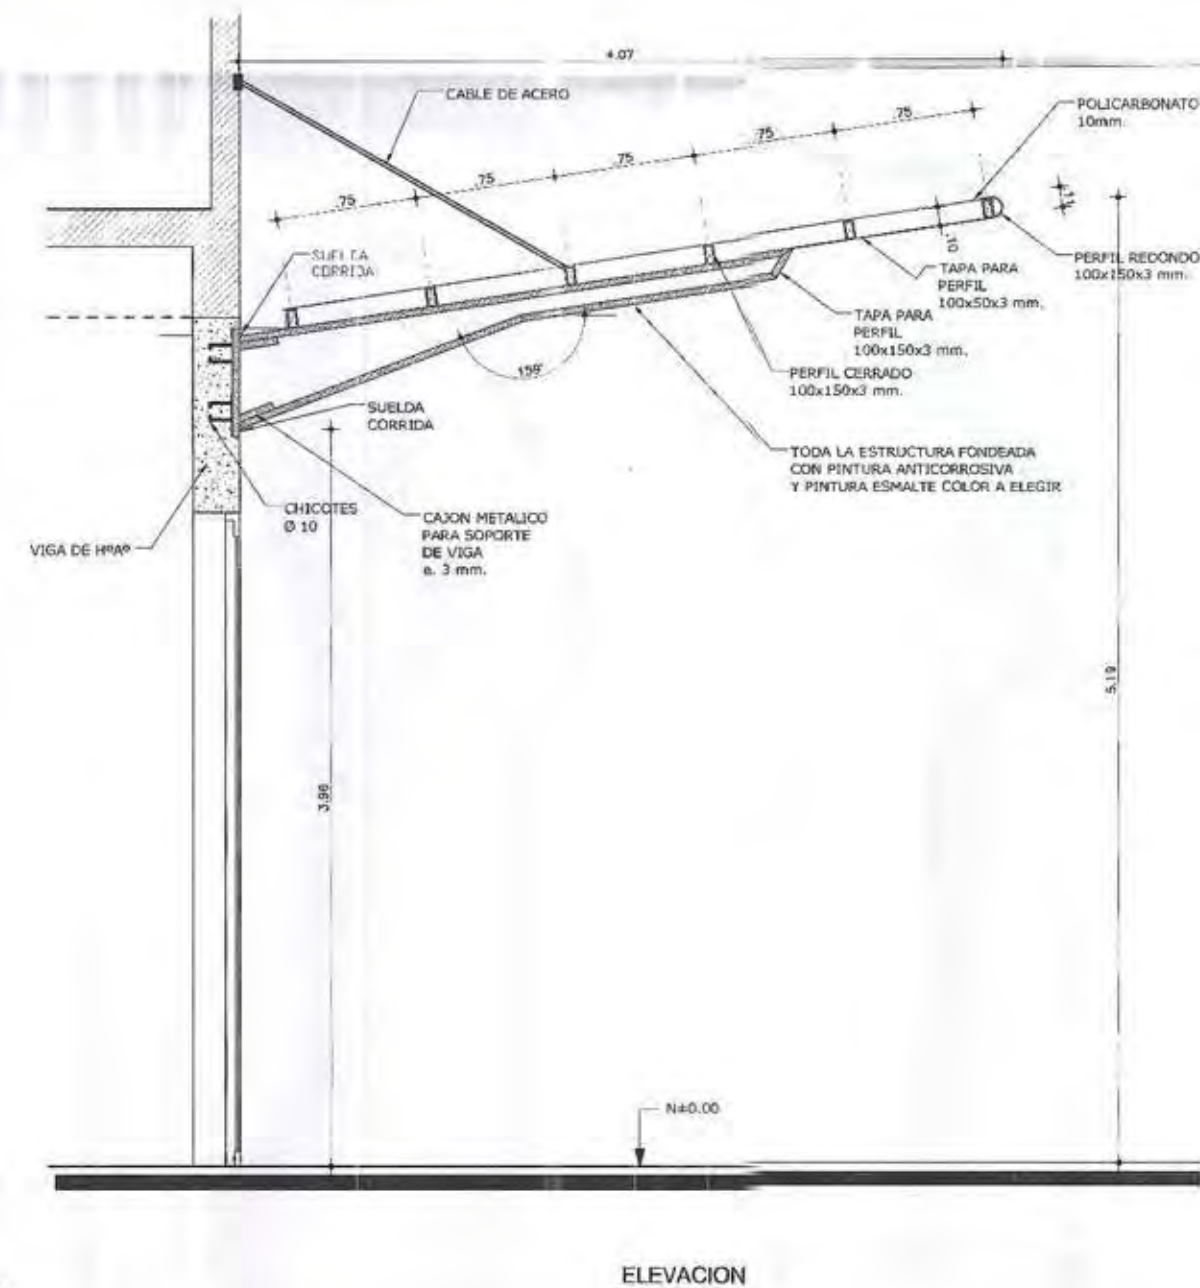 4.07
CABLE DE ACERO
POLICARBONATO
10mm.
.75
.75
.75
.75
.75
.11
.10
SUELDA
CORRIDA
PERFIL REDONDO
100x150x3 mm.
TAPA PARA
PERFIL
100x50x3 mm.
TAPA PARA
PERFIL
100x150x3 mm.
PERFIL CERRADO
100x150x3 mm.
159°
SUELDA
CORRIDA
TODA LA ESTRUCTURA FONDEADA
CON PINTURA ANTICORROSIVA
Y PINTURA ESMALTE COLOR A ELEGIR
CHICOTES
Ø 10
CAJON METALICO
PARA SOPORTE
DE VIGA
e. 3 mm.
VIGA DE HºAº
5.19
3.96
N±0.00
ELEVACION